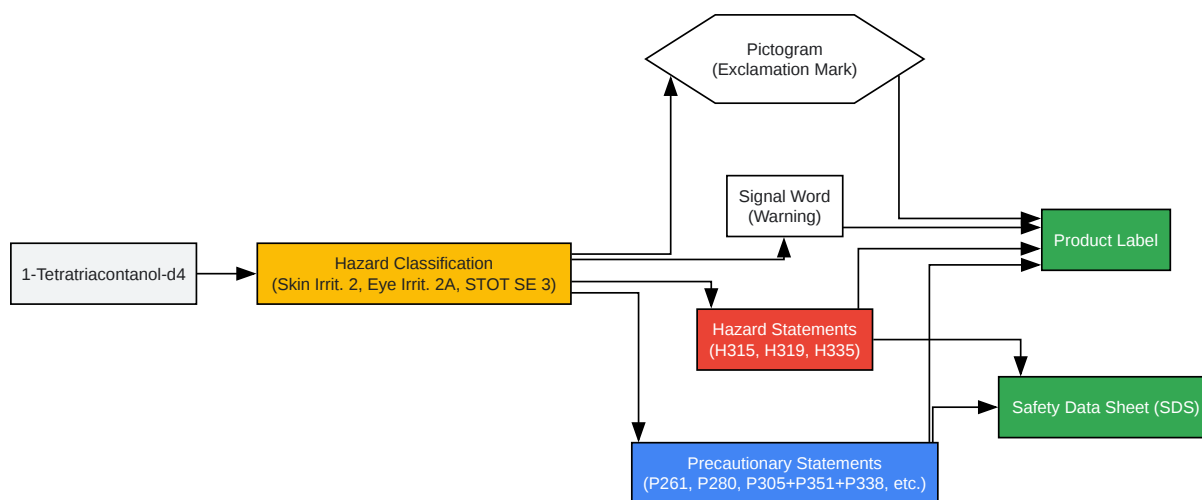 Pictogram
(Exclamation Mark)
Signal Word
(Warning)
Product Label
1-Tetratriacontanol-d4
Hazard Classification
(Skin Irrit. 2, Eye Irrit. 2A, STOT SE 3)
Hazard Statements
(H315, H319, H335)
Safety Data Sheet (SDS)
Precautionary Statements
(P261, P280, P305+P351+P338, etc.)